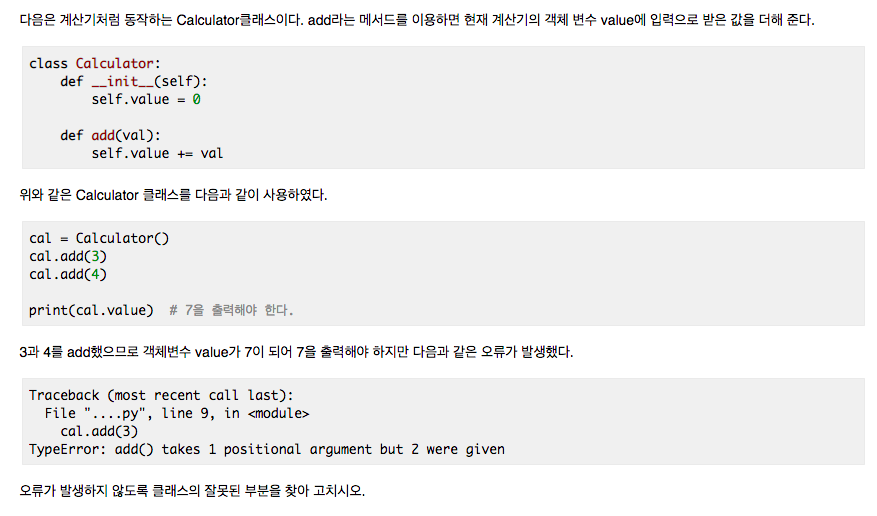 다음은 계산기처럼 동작하는 Calculator클래스이다. add라는 메서드를 이용하면 현재 계산기의 객체 변수 value에 입력으로 받은 값을 더해 준다.
class Calculator:
    def __init__(self):
        self.value = 0

    def add(val):
        self.value += val
위와 같은 Calculator 클래스를 다음과 같이 사용하였다.
cal = Calculator()
cal.add(3)
cal.add(4)

print(cal.value)  # 7을 출력해야 한다.
3과 4를 add했으므로 객체변수 value가 7이 되어 7을 출력해야 하지만 다음과 같은 오류가 발생했다.
Traceback (most recent call last):
  File "....py", line 9, in <module>
    cal.add(3)
TypeError: add() takes 1 positional argument but 2 were given
오류가 발생하지 않도록 클래스의 잘못된 부분을 찾아 고치시오.